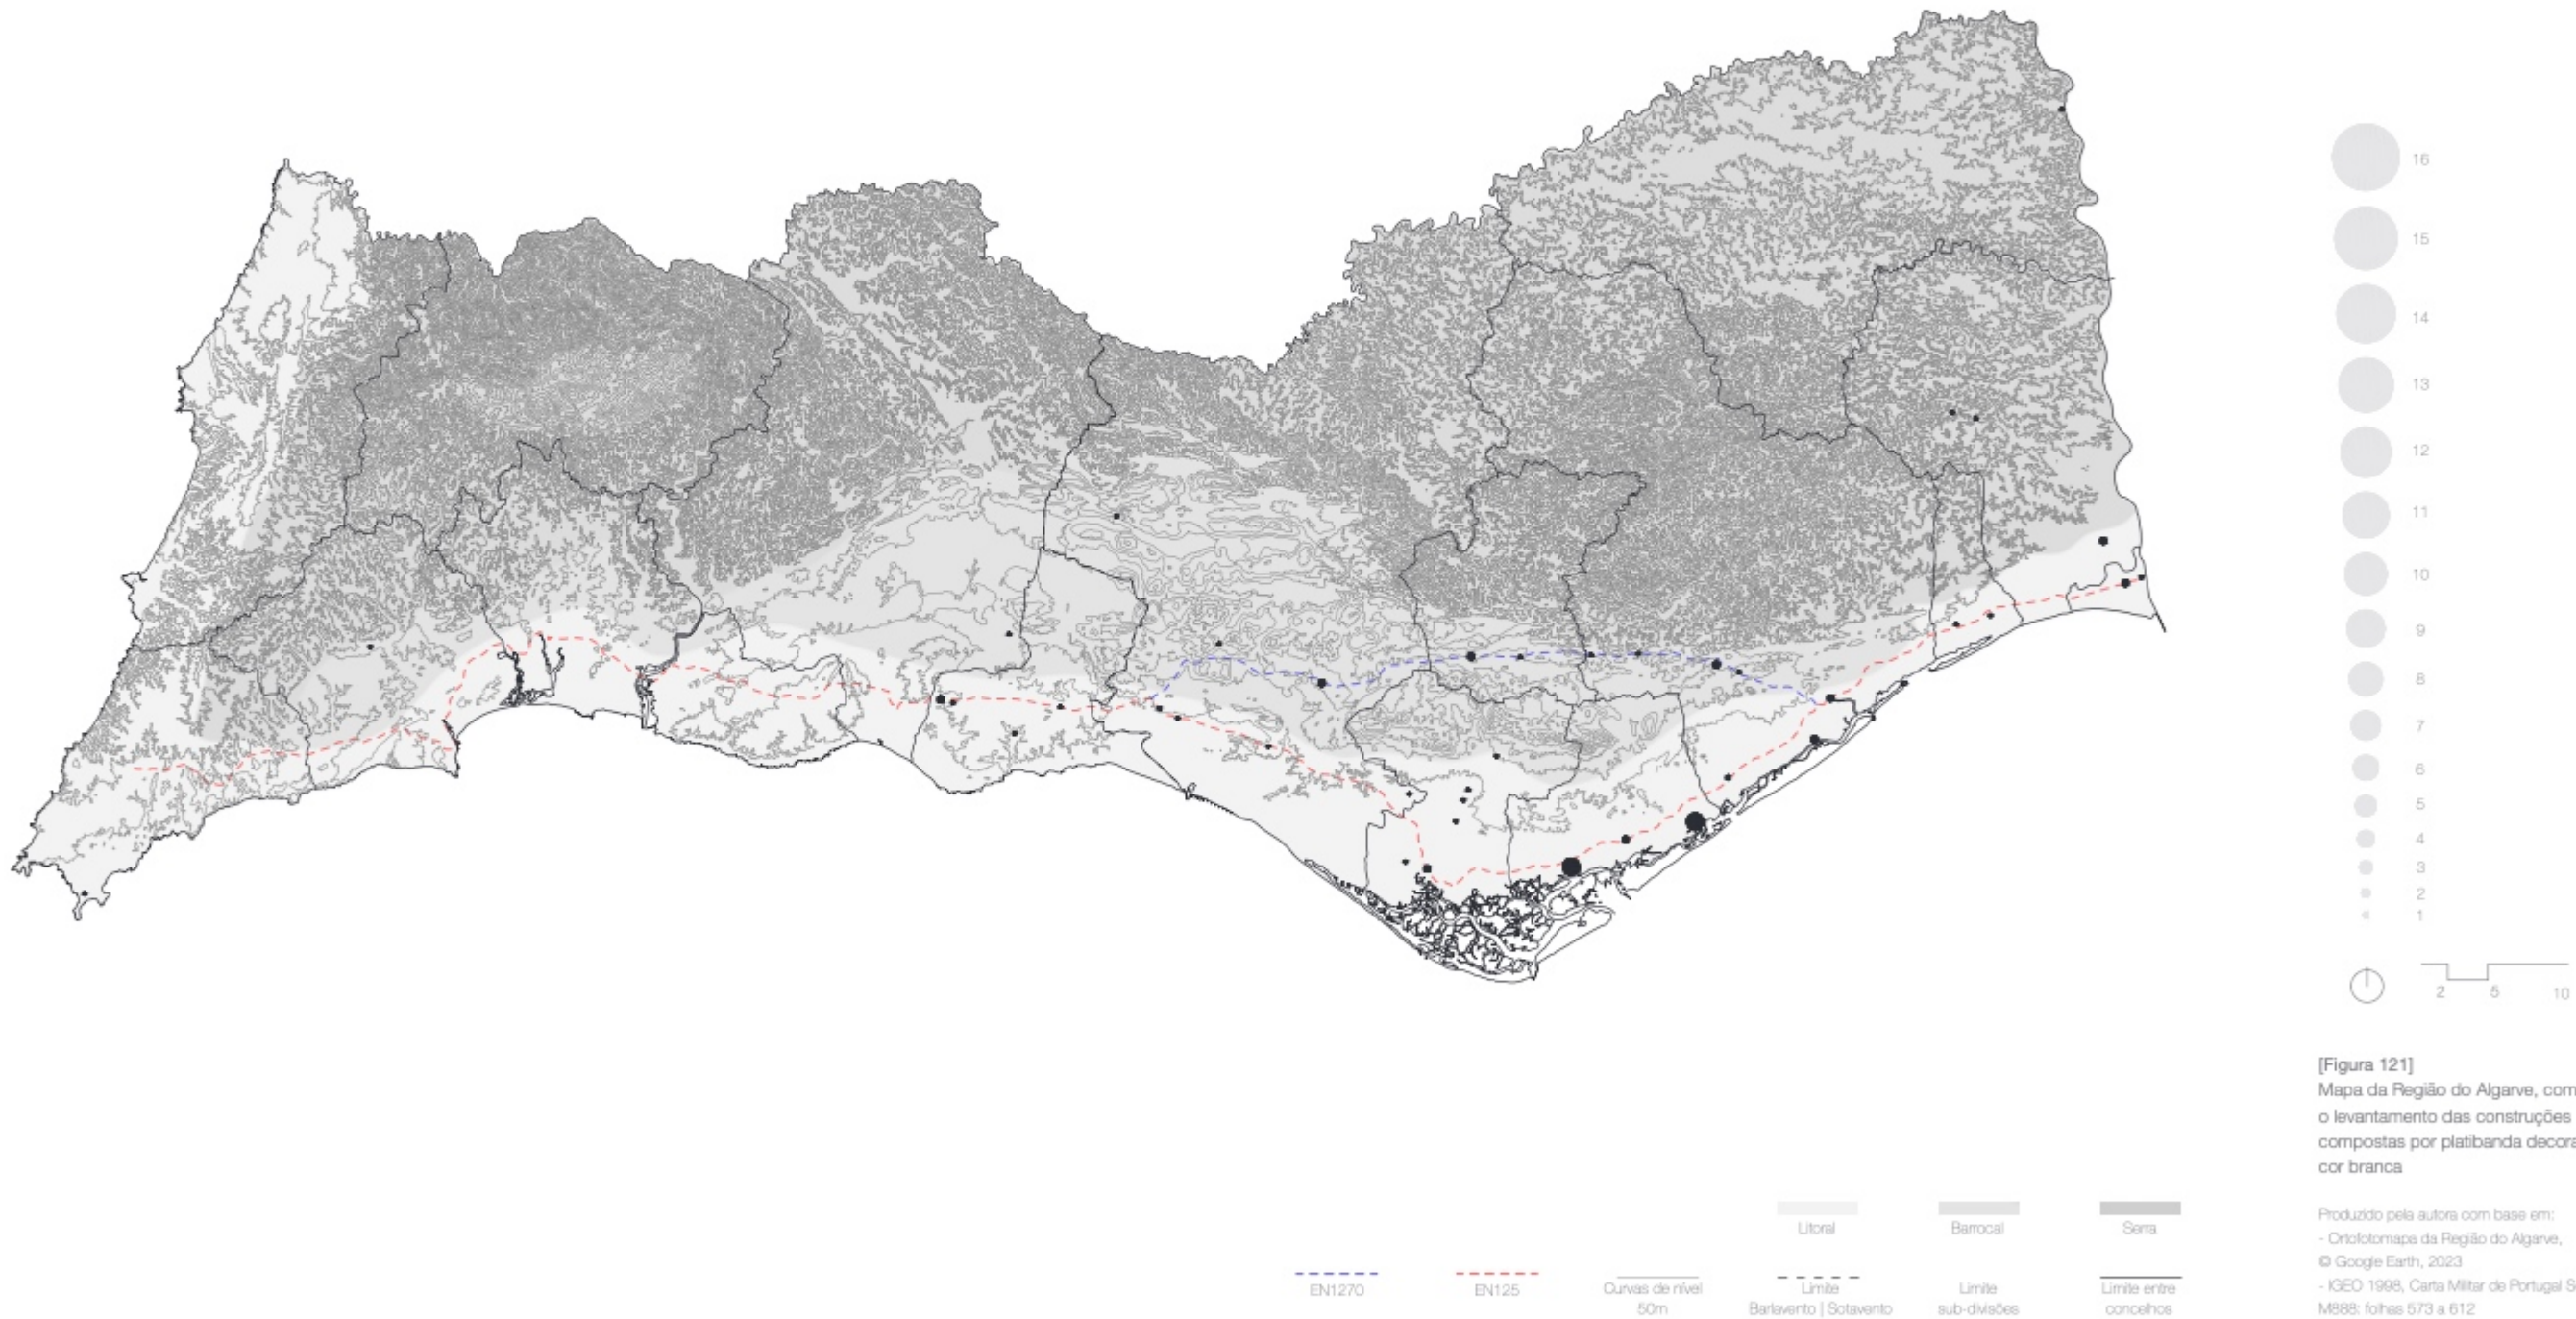 16
15
14
13
12
11
10
9
8
7
6
5
4
3
2
1
2 5 10
[Figura 121]
Mapa da Região do Algarve, com
o levantamento das construções
compostas por platibanda decora
cor branca
Produzido pela autora com base em:
- Ortofotomapa da Região do Algarve,
© Google Earth, 2023
- IGEO 1998, Carta Militar de Portugal S
M888: folhas 573 a 612
Litoral Barrocal Serra
EN1270 EN125 Curvas de nível Limite Limite Limite entre
50m Barlavento | Sotavento sub-divisões concelhos